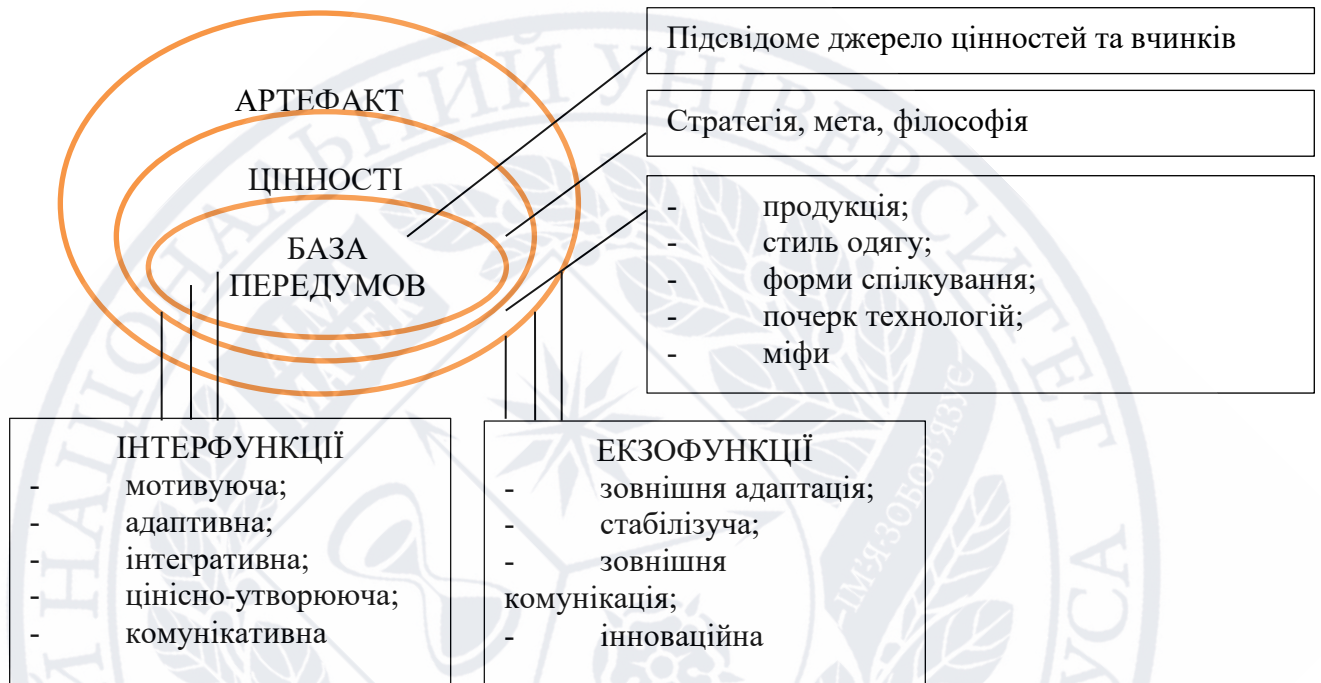 АРТЕФАКТ
ЦІННОСТІ
БАЗА
ПЕРЕДУМОВ
Підсвідоме джерело цінностей та вчинків
Стратегія, мета, філософія
- продукція;
- стиль одягу;
- форми спілкування;
- почерк технологій;
- міфи
ІНТЕРФУНКЦІЇ
- мотивуюча;
- адаптивна;
- інтегративна;
- цінісно-утворююча;
- комунікативна
ЕКЗОФУНКЦІЇ
- зовнішня адаптація;
- стабілізуча;
- зовнішня
комунікація;
- інноваційна